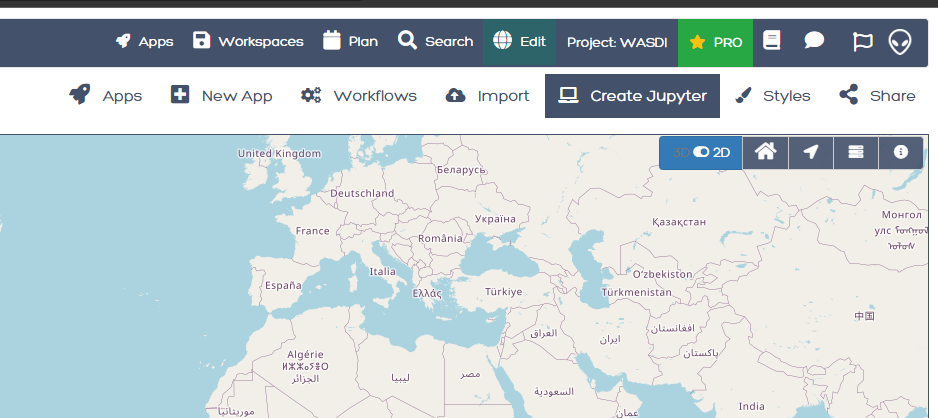 Apps Workspaces Plan Search Edit Project: WASDI PRO
Apps New App Workflows Import Create Jupyter Styles Share
3D 2D
United Kingdom
Беларусь
Deutschland
Монгол
улс
Україна
Қазақстан
France
România
Italia
Oʻzbekiston
España
Ελλάς
Türkiye
Türkmenistan
中国
افغانستان
العراق
ایران
پاکستان
Algérie
ⵍⵣⵣⴰⵢⴻⵔ
الجزائر
ليبيا
مصر
السعودية
موريتانيا
عمان
India